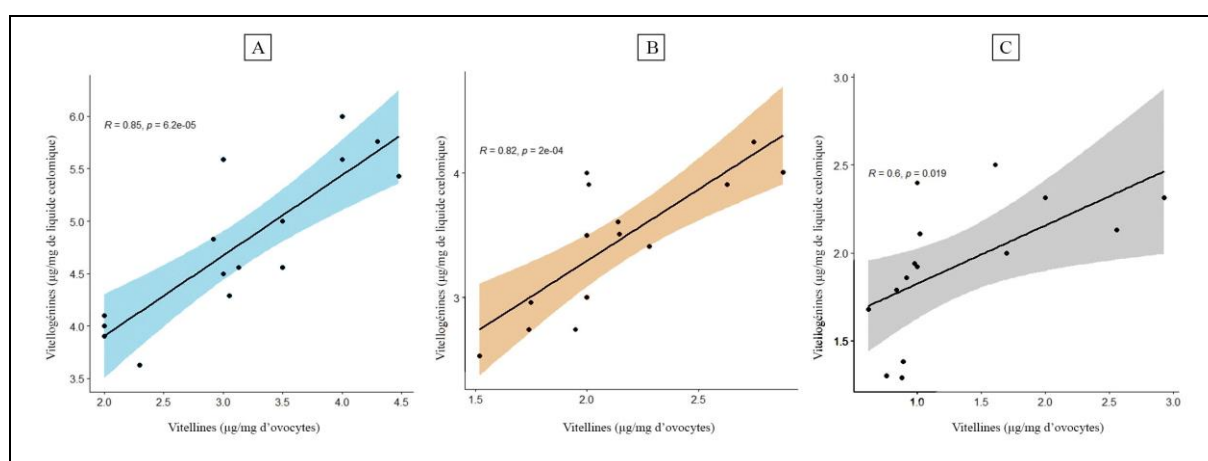 A
Vitellogénines (µg/mg de liquide cœlomique)
R = 0.85, p = 6.2e-05
6.0
5.5
5.0
4.5
4.0
3.5
2.0 2.5 3.0 3.5 4.0 4.5
Vitellines (µg/mg d'ovocytes)
B
Vitellogénines (µg/mg de liquide cœlomique)
R = 0.82, p = 2e-04
4
3
1.5 2.0 2.5
Vitellines (µg/mg d'ovocytes)
C
Vitellogénines (µg/mg de liquide cœlomique)
R = 0.6, p = 0.019
3.0
2.5
2.0
1.5
1.0 2.0 2.5 3.0
Vitellines (µg/mg d'ovocytes)